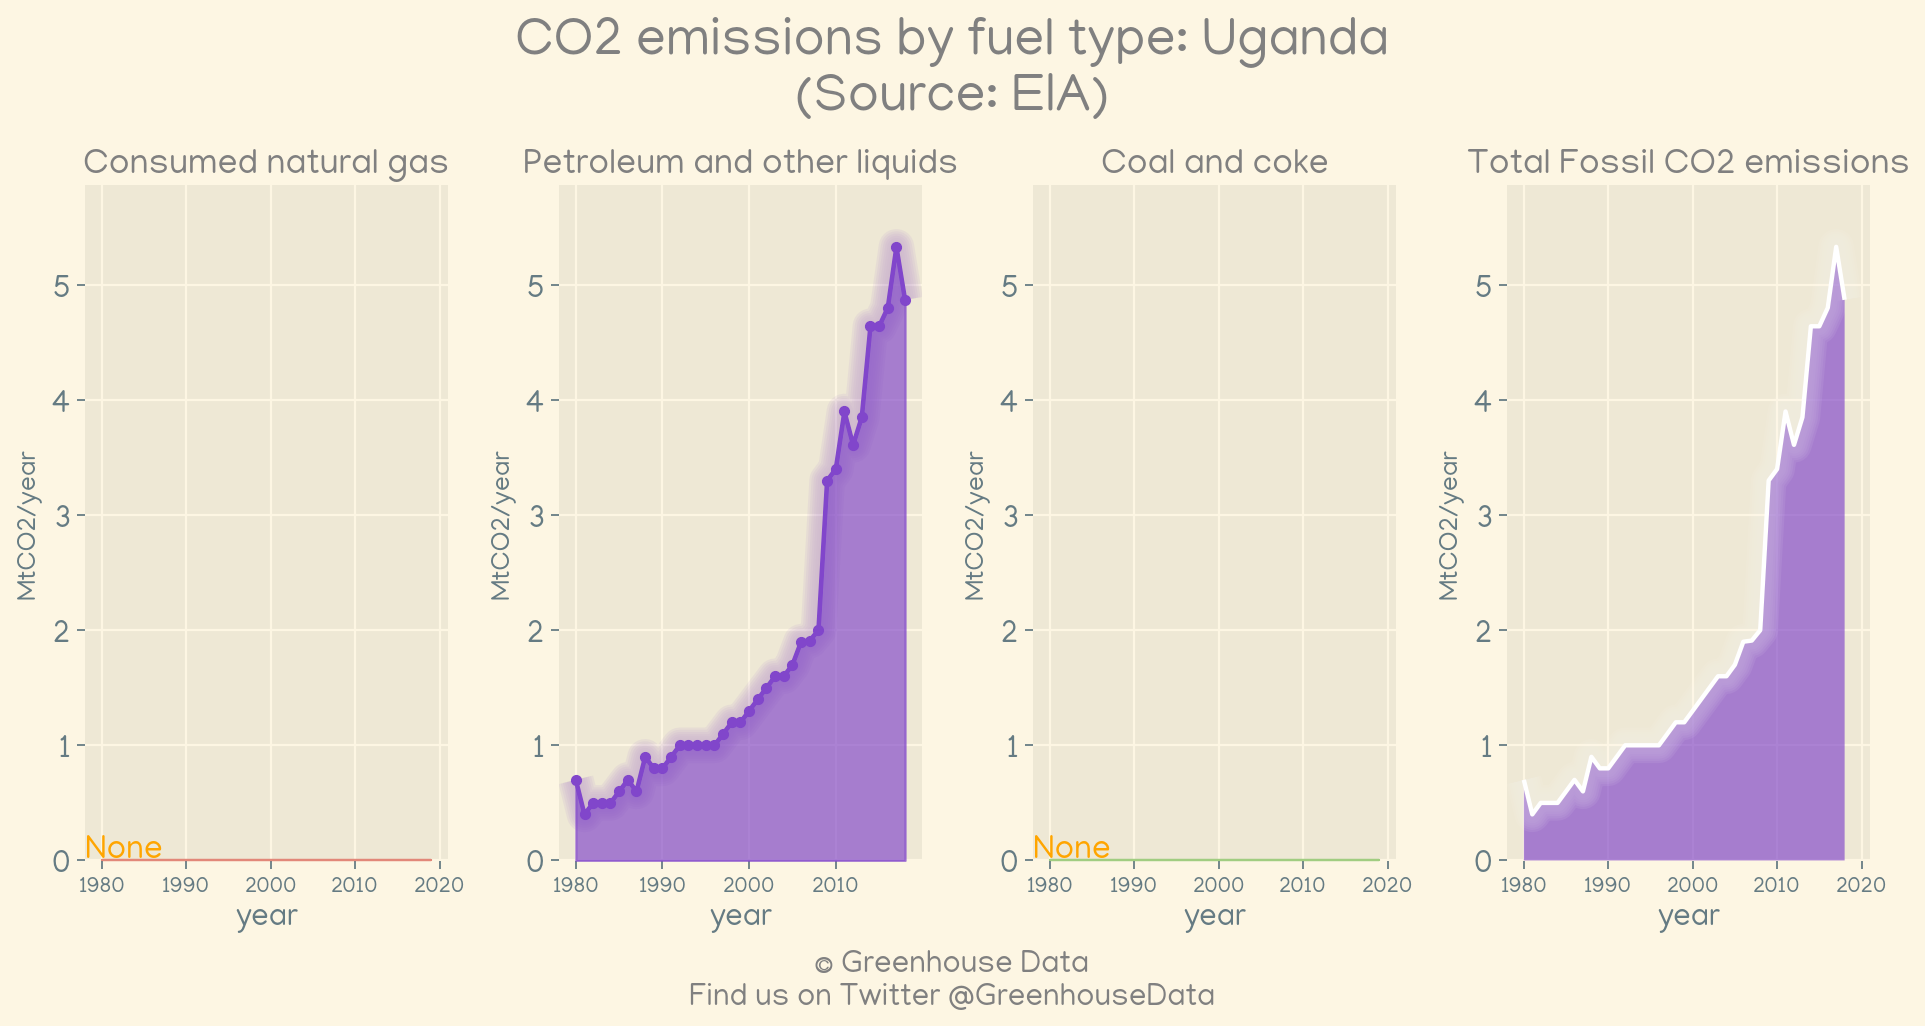 CO2 emissions by fuel type: Uganda
(Source: EIA)
Consumed natural gas
Petroleum and other liquids
Coal and coke
Total Fossil CO2 emissions
MtCO2/year
5
4
3
2
1
0
None
1980 1990 2000 2010 2020
year
MtCO2/year
5
4
3
2
1
0
1980 1990 2000 2010
year
MtCO2/year
5
4
3
2
1
0
None
1980 1990 2000 2010 2020
year
MtCO2/year
5
4
3
2
1
0
1980 1990 2000 2010 2020
year
© Greenhouse Data
Find us on Twitter @GreenhouseData